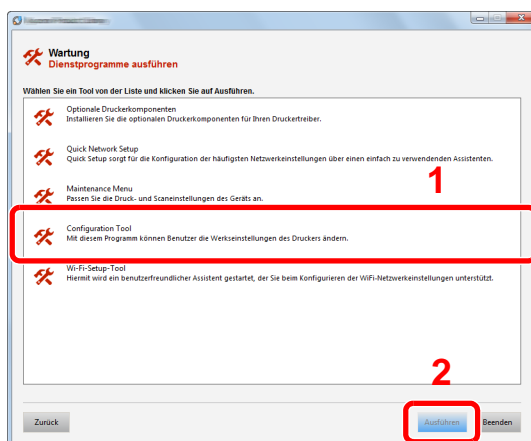 Wartung
Dienstprogramme ausführen
Wählen Sie ein Tool von der Liste und klicken Sie auf Ausführen.
Optionale Druckerkomponenten
Installieren Sie die optionalen Druckerkomponenten für Ihren Druckertreiber.
Quick Network Setup
Quick Setup sorgt für die Konfiguration der häufigsten Netzwerkeinstellungen über einen einfach zu verwendenden Assistenten.
1
Maintenance Menu
Passen Sie die Druck- und Scaneinstellungen des Geräts an.
Configuration Tool
Mit diesem Programm können Benutzer die Werkseinstellungen des Druckers ändern.
Wi-Fi-Setup-Tool
Hiermit wird ein benutzerfreundlicher Assistent gestartet, der Sie beim Konfigurieren der WiFi-Netzwerkeinstellungen unterstützt.
2
Zurück
Ausführen
Beenden